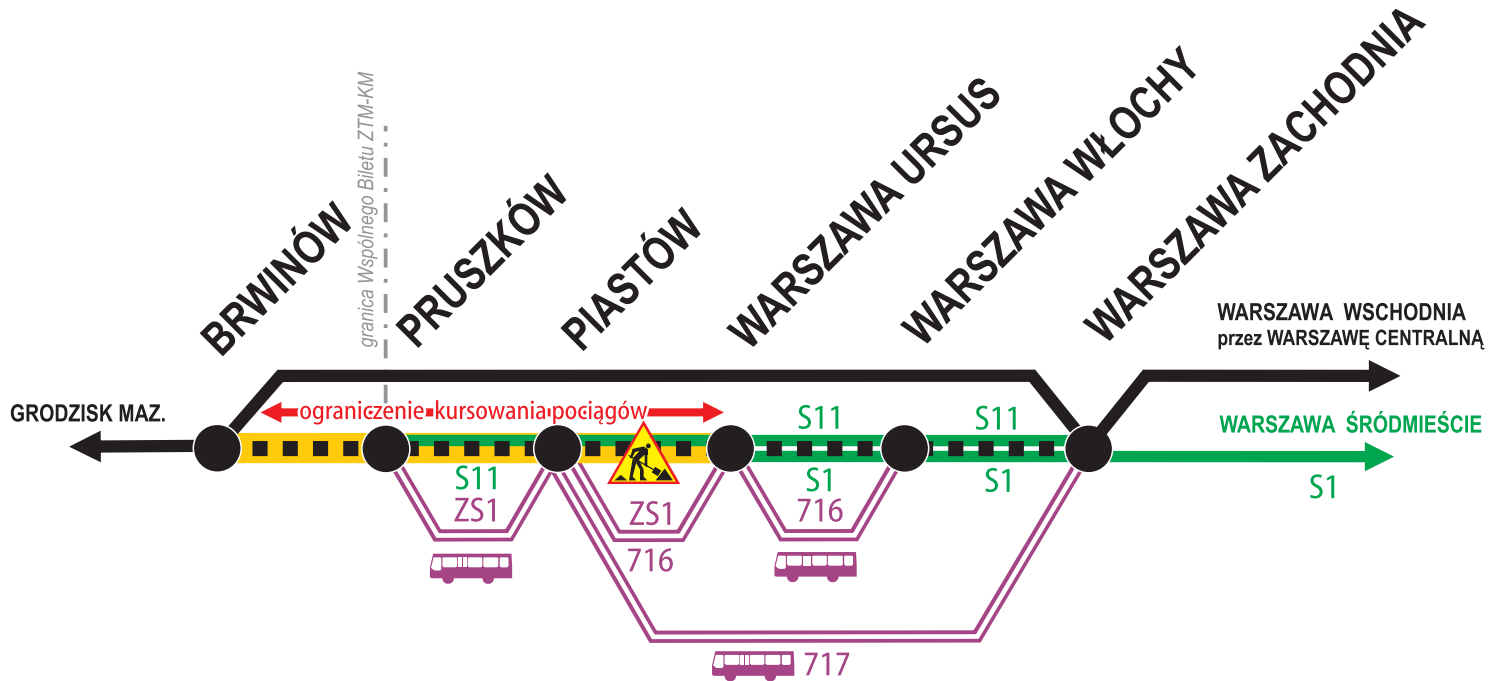 BRWINÓW
granica Wspólnego Biletu ZTM-KM
PRUSZKÓW
PIASTÓW
WARSZAWA URSUS
WARSZAWA WŁOCHY
WARSZAWA ZACHODNIA
WARSZAWA WSCHODNIA
przez WARSZAWĘ CENTRALNĄ
GRODZISK MAZ.
ograniczenie kursowania pociągów
S11
S11
WARSZAWA ŚRÓDMIEŚCIE
S11
S1
S1
S1
ZS1
ZS1
716
716
717